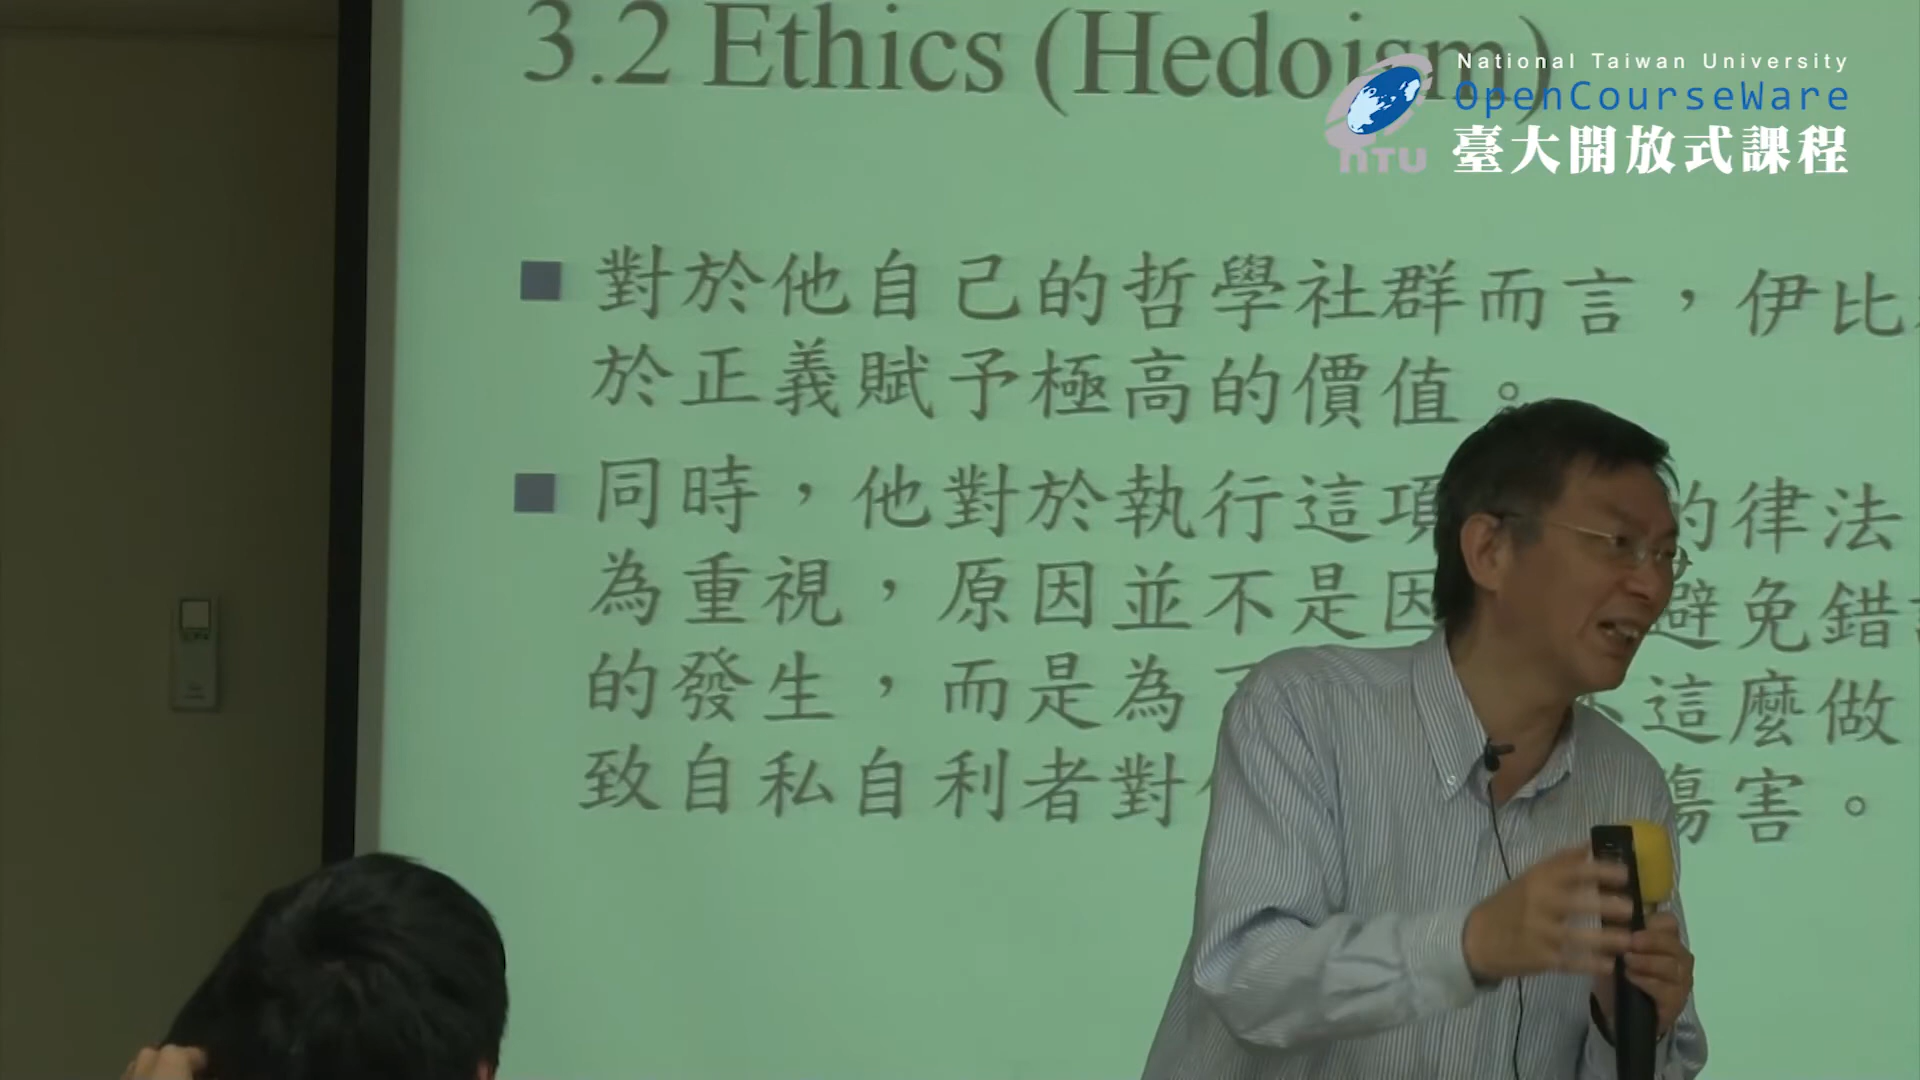 3.2 Ethics (Hedoism)
National Taiwan University
OpenCourseWare
NTU
臺大開放式課程
對於他自己的哲學社群而言，伊比
於正義賦予極高的價值。
同時，他對於執行這項 的律法
為重視，原因並不是因 避免錯
的發生，而是為 這麼做
致自私自利者對 傷害。